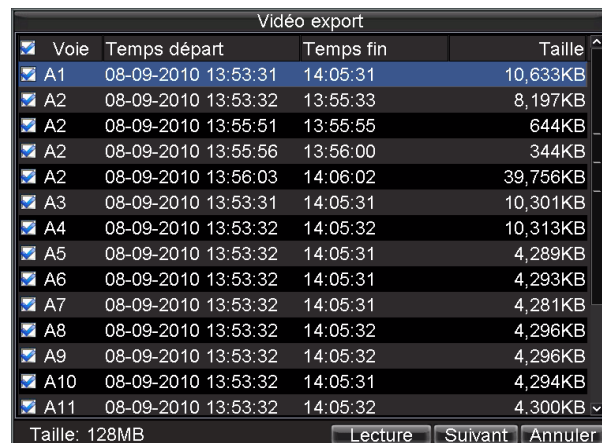 Vidéo export
Voie Temps départ Temps fin Taille
A1 08-09-2010 13:53:31 14:05:31 10,633KB
A2 08-09-2010 13:53:32 13:55:33 8,197KB
A2 08-09-2010 13:55:51 13:55:55 644KB
A2 08-09-2010 13:55:56 13:56:00 344KB
A2 08-09-2010 13:56:03 14:06:02 39,756KB
A3 08-09-2010 13:53:31 14:05:31 10,301KB
A4 08-09-2010 13:53:32 14:05:32 10,313KB
A5 08-09-2010 13:53:32 14:05:31 4,289KB
A6 08-09-2010 13:53:32 14:05:31 4,293KB
A7 08-09-2010 13:53:32 14:05:31 4,281KB
A8 08-09-2010 13:53:32 14:05:32 4,296KB
A9 08-09-2010 13:53:32 14:05:32 4,296KB
A10 08-09-2010 13:53:32 14:05:31 4,294KB
A11 08-09-2010 13:53:32 14:05:32 4.300KB
Taille: 128MB Lecture Suivant Annuler